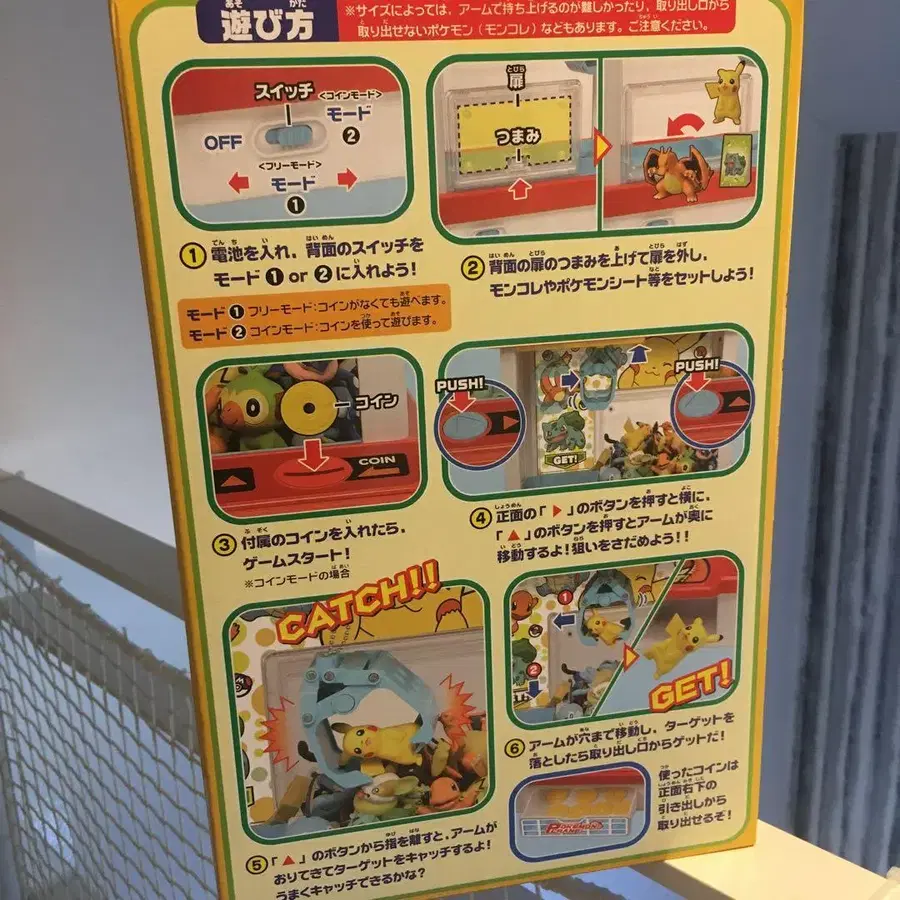 遊び方
※サイズによっては、アームで持ち上げるのが難しかったり、取り出し口から
取り出せないポケモン（モンコレ）などもあります。ご注意ください。
スイッチ
<コインモード>
モード
2
OFF
<フリーモード>
モード
1
扉
つまみ
①電池を入れ、背面のスイッチを
モード❶or❷に入れよう！
モード❶フリーモード:コインがなくても遊べます。
モード❷コインモード:コインを使って遊びます。
②背面の扉のつまみを上げて扉を外し、
モンコレやポケモンシート等をセットしよう！
コイン
COIN
③付属のコインを入れたら、
ゲームスタート！
※コインモードの場合
PUSH!
PUSH!
GET!
④正面の「▶」のボタンを押すと横に、
「▲」のボタンを押すとアームが奥に
移動するよ！狙いをさだめよう！！
CATCH!!
⑤「▲」のボタンから指を離すと、アームが
おりてきてターゲットをキャッチするよ！
うまくキャッチできるかな？
1
2
GET!
⑥アームが穴まで移動し、ターゲットを
落としたら取り出し口からゲットだ！
使ったコインは
正面右下の
引き出しから
取り出せるぞ！